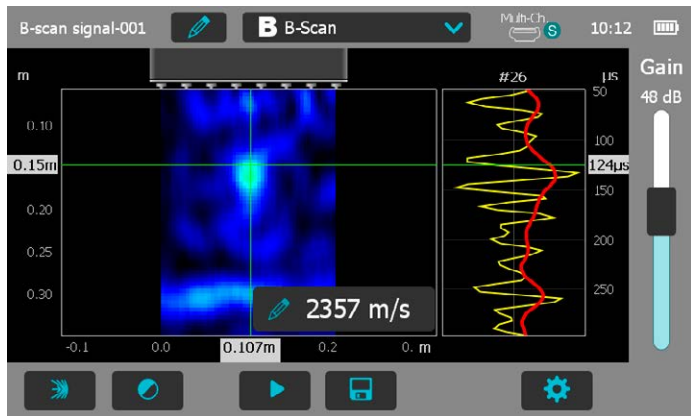 B-scan signal-001
B B-Scan
Multi-Ch.
S
10:12
m
#26
µs
Gain
48 dB
50
0.10
100
0.15m
124µs
150
0.20
200
0.25
250
0.30
2357 m/s
-0.1
0.0
0.107m
0.2
0. m